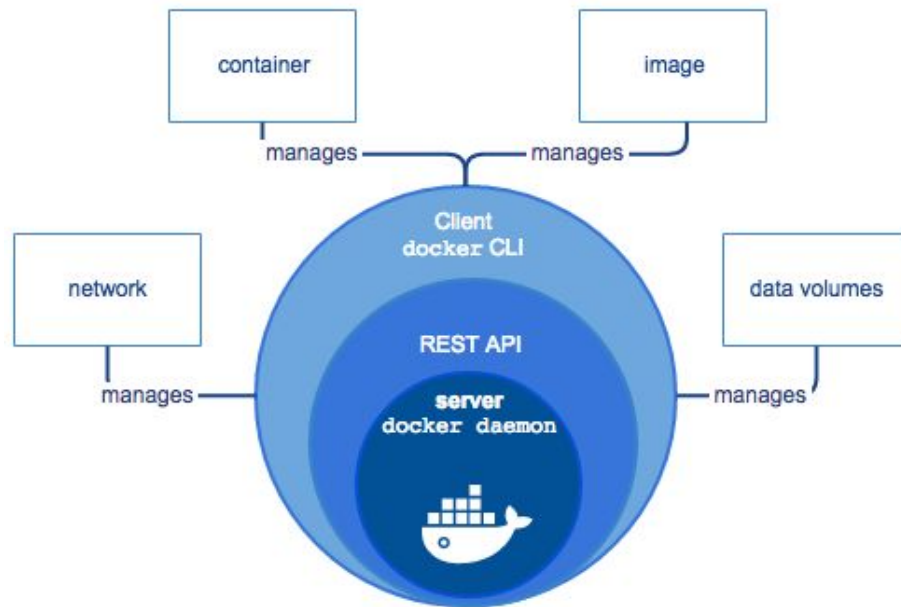 container
image
manages
manages
Client
docker CLI
network
data volumes
REST API
manages
manages
server
docker daemon